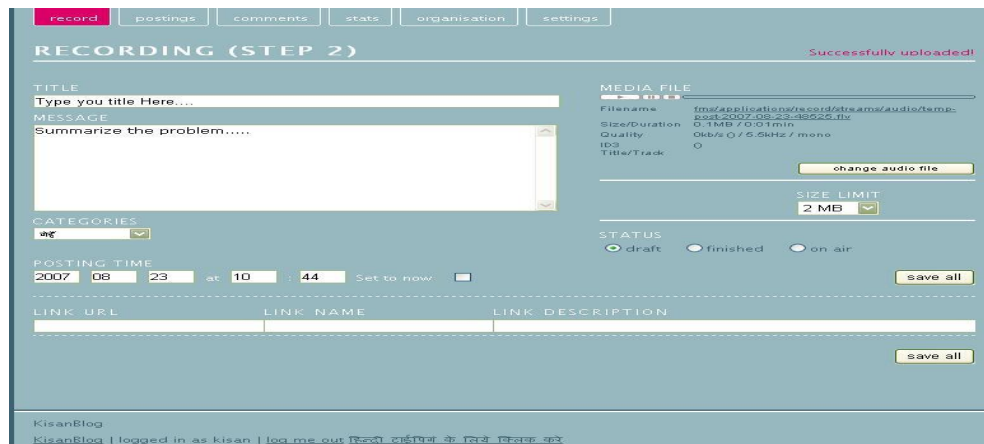 record postings comments stats organisation settings
RECORDING (STEP 2)
Successfully uploaded!
TITLE
Type you title Here....
MESSAGE
Summarize the problem.....
CATEGORIES
गेहूँ
POSTING TIME
2007 08 23 at 10 : 44 Set to now
MEDIA FILE
Filename fms/applications/record/streams/audio/temp-
post-2007-08-23-48525.flv
Size/Duration 0.1MB / 0:01min
Quality 0kb/s () / 5.5kHz / mono
ID3 ()
Title/Track
change audio file
SIZE LIMIT
2 MB
STATUS
draft finished on air
save all
LINK URL LINK NAME LINK DESCRIPTION
save all
KisanBlog
KisanBlog | logged in as kisan | log me out हिन्दी टाईपिंग के लिये क्लिक करे